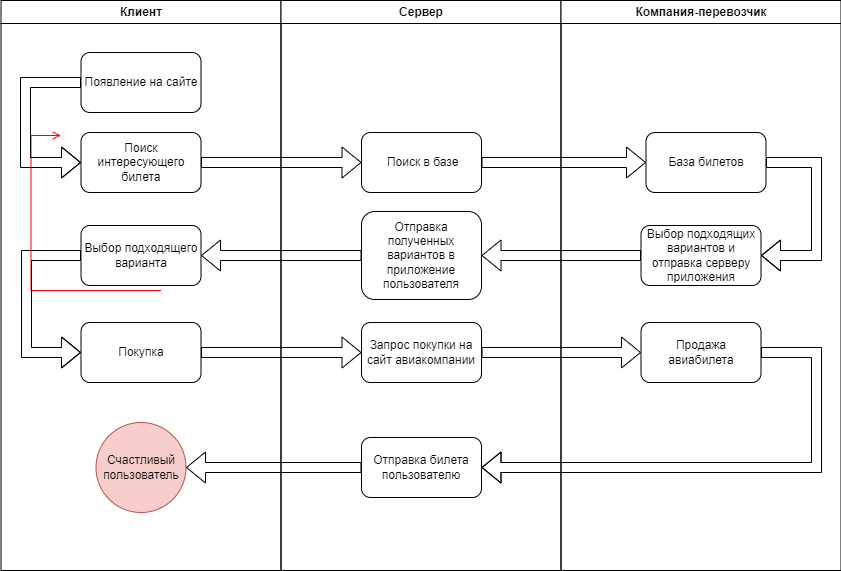 Клиент
Сервер
Компания-перевозчик
Появление на сайте
Поиск
интересующего
билета
Поиск в базе
База билетов
Выбор подходящего
варианта
Отправка
полученных
вариантов в
приложение
пользователя
Выбор подходящих
вариантов и
отправка серверу
приложения
Покупка
Запрос покупки на
сайт авиакомпании
Продажа
авиабилета
Счастливый
пользователь
Отправка билета
пользователю